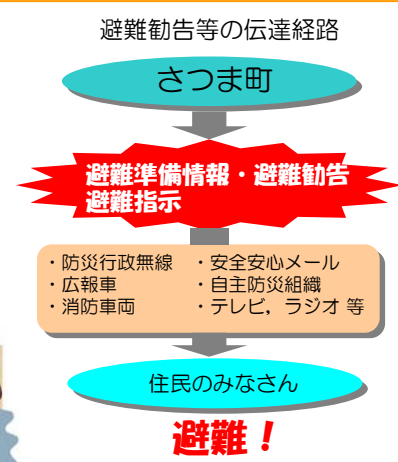 避難勧告等の伝達経路
さつま町
避難準備情報・避難勧告
避難指示
・防災行政無線 ・安全安心メール
・広報車 ・自主防災組織
・消防車両 ・テレビ，ラジオ 等
住民のみなさん
避難！